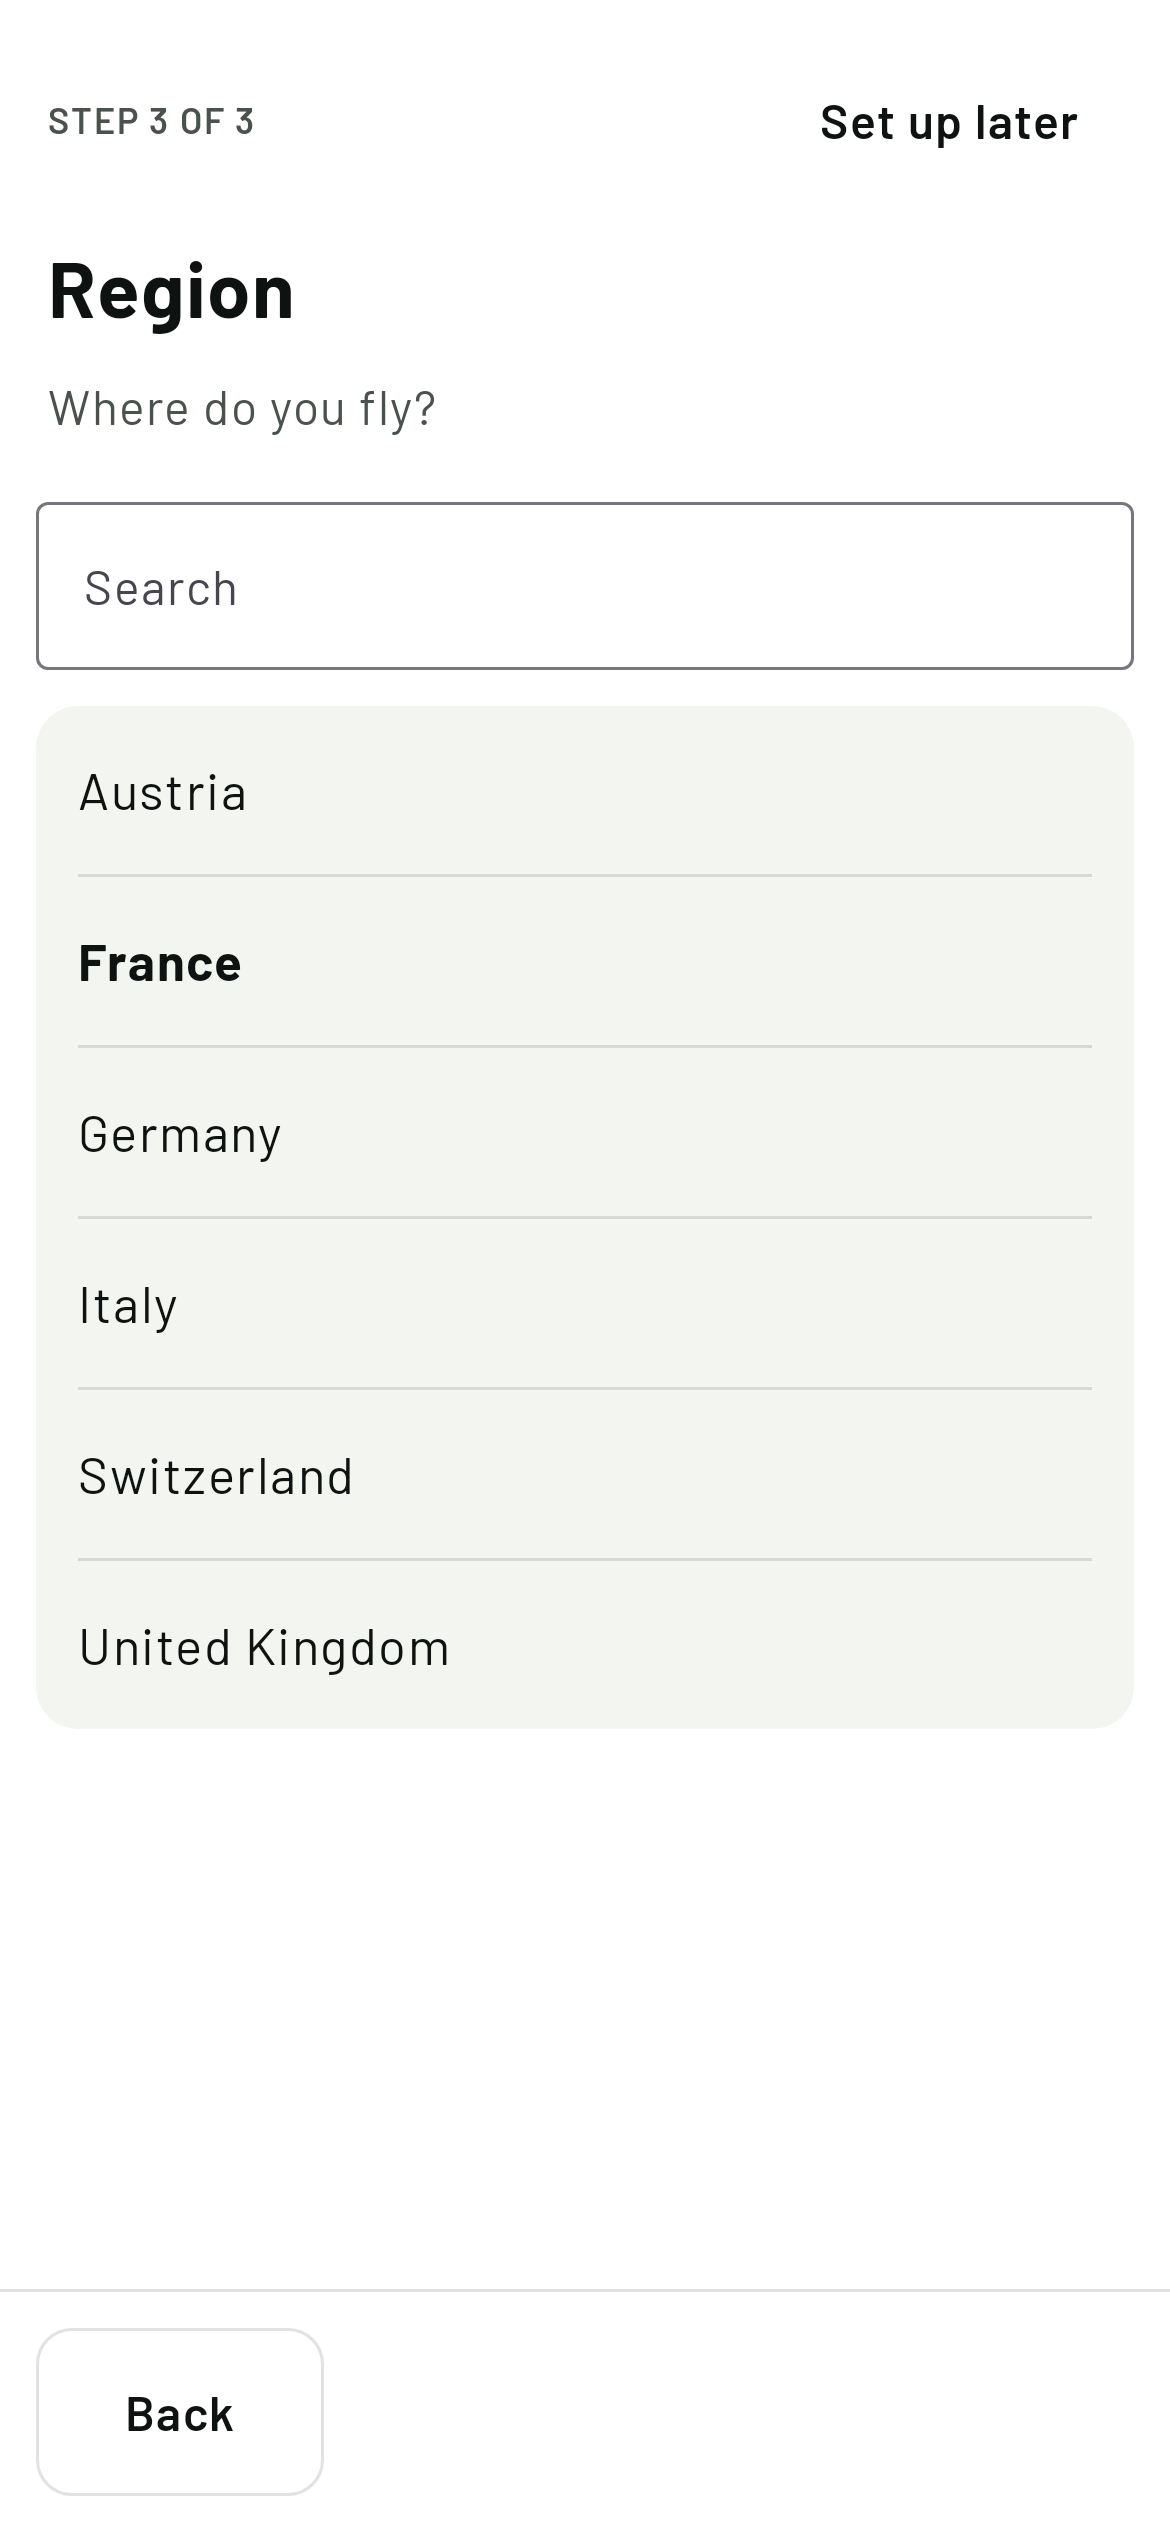 STEP 3 OF 3
Set up later
Region
Where do you fly?
Search
Austria
France
Germany
Italy
Switzerland
United Kingdom
Back